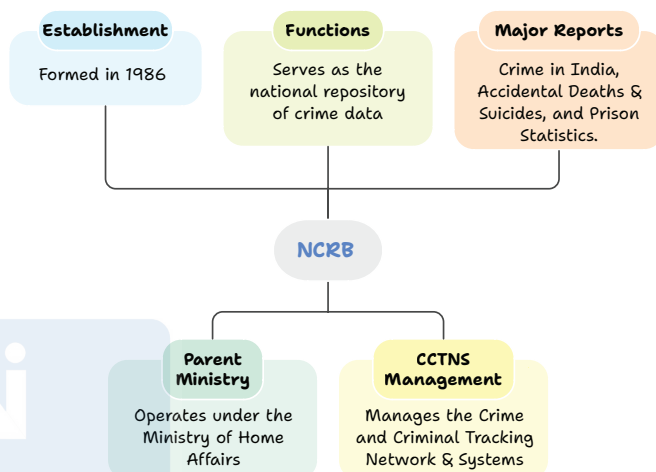 Establishment
Formed in 1986
Functions
Serves as the
national repository
of crime data
Major Reports
Crime in India,
Accidental Deaths &
Suicides, and Prison
Statistics.
NCRB
Parent
Ministry
Operates under the
Ministry of Home
Affairs
CCTNS
Management
Manages the Crime
and Criminal Tracking
Network & Systems